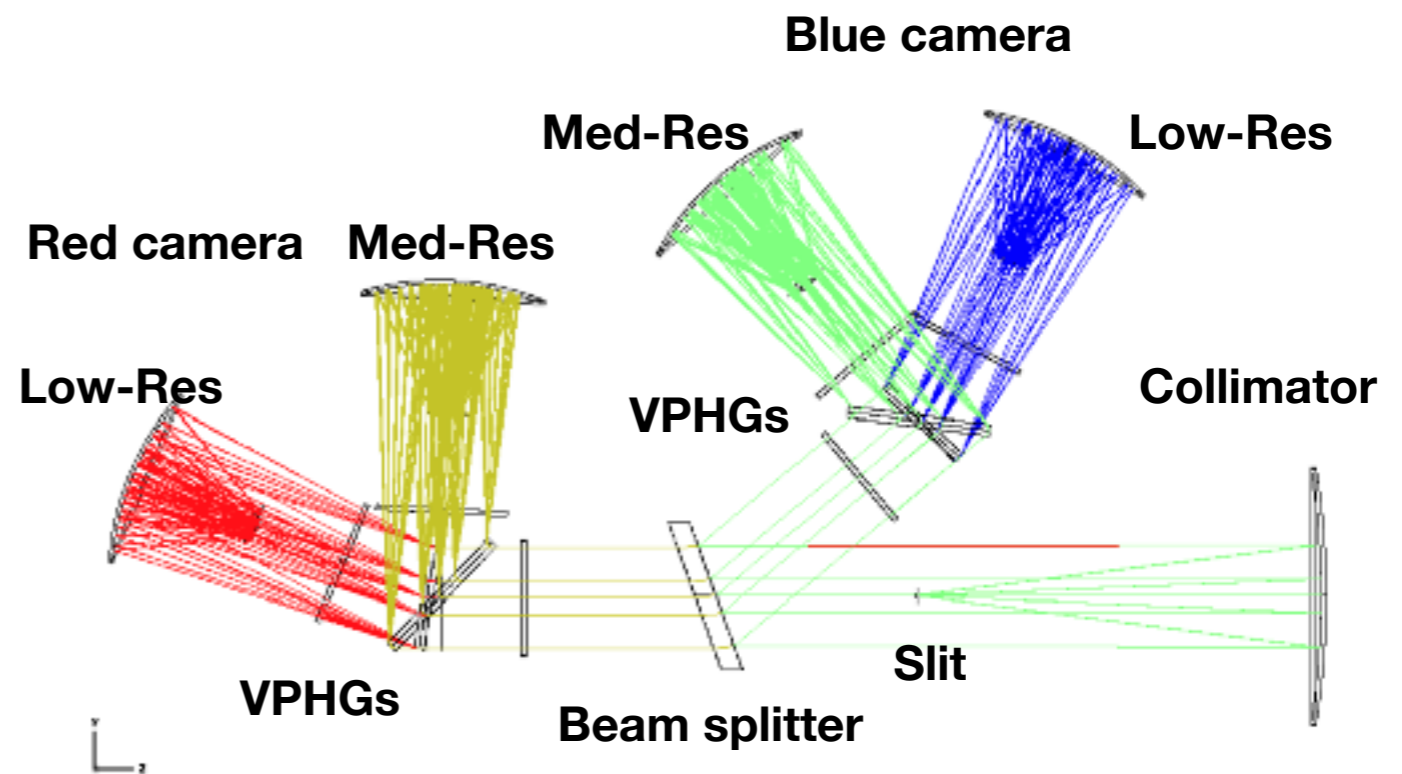 Blue camera
Med-Res
Low-Res
Red camera
Med-Res
Low-Res
Collimator
VPHGs
Slit
VPHGs
Beam splitter
Y
Z